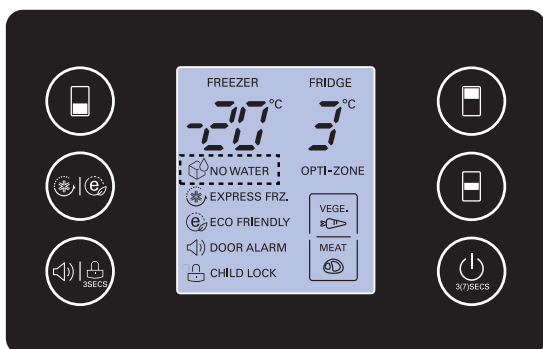 FREEZER FRIDGE
-20°C 3°C
NO WATER OPTI-ZONE
EXPRESS FRZ.
VEGE.
e ECO FRIENDLY
DOOR ALARM MEAT
CHILD LOCK
e
3SECS
3(7)SECS